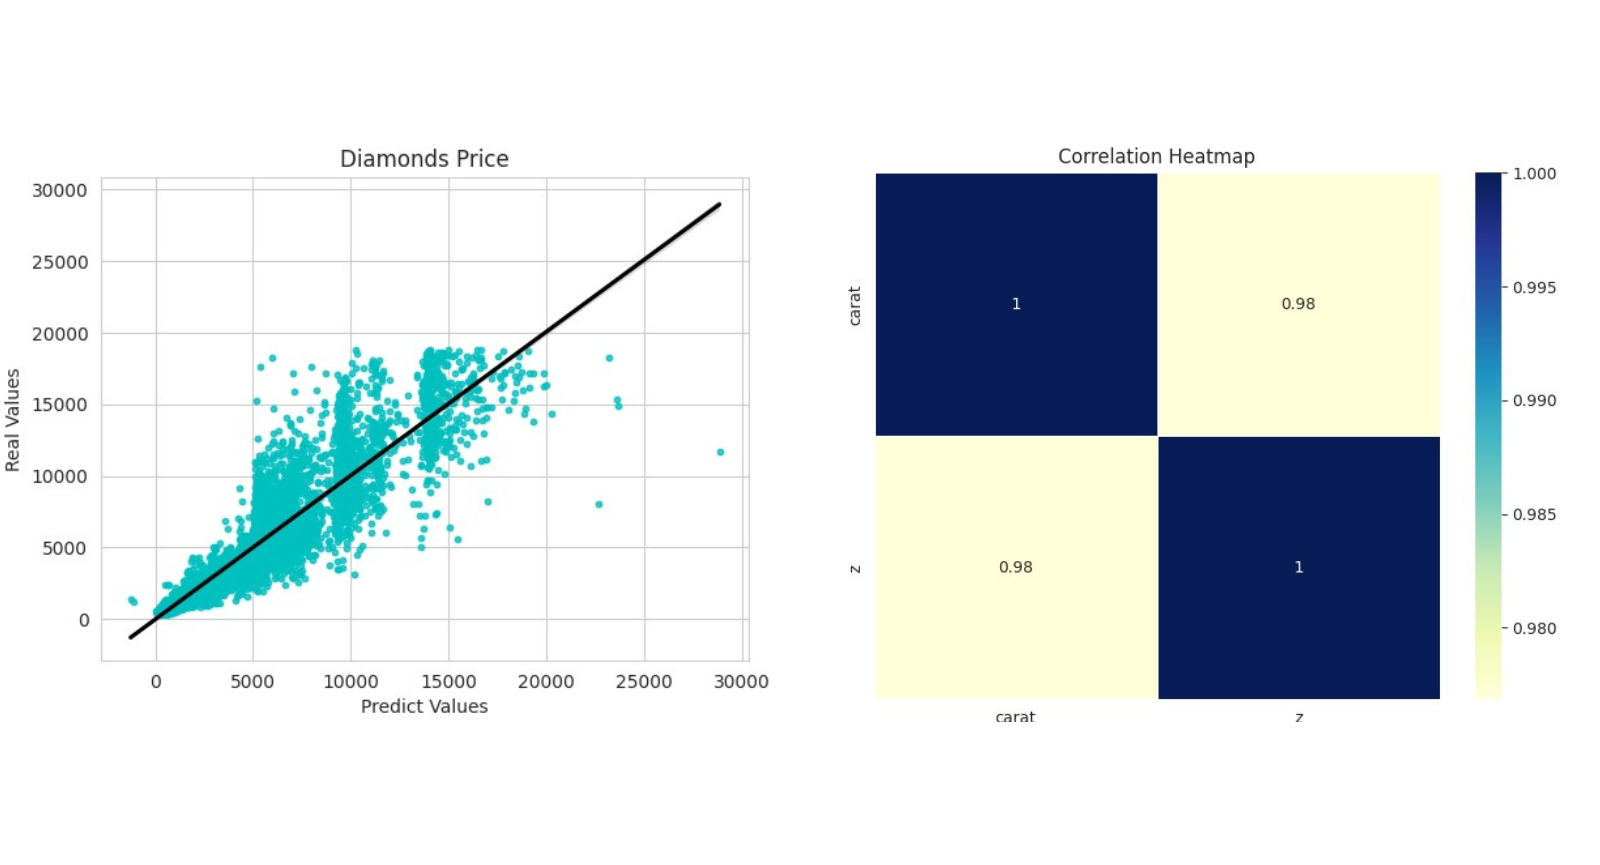 Diamonds Price
30000
25000
20000
15000
10000
5000
0
Real Values
0 5000 10000 15000 20000 25000 30000
Predict Values
Correlation Heatmap
carat
z
1 0.98
0.98 1
carat z
1.000
0.995
0.990
0.985
0.980